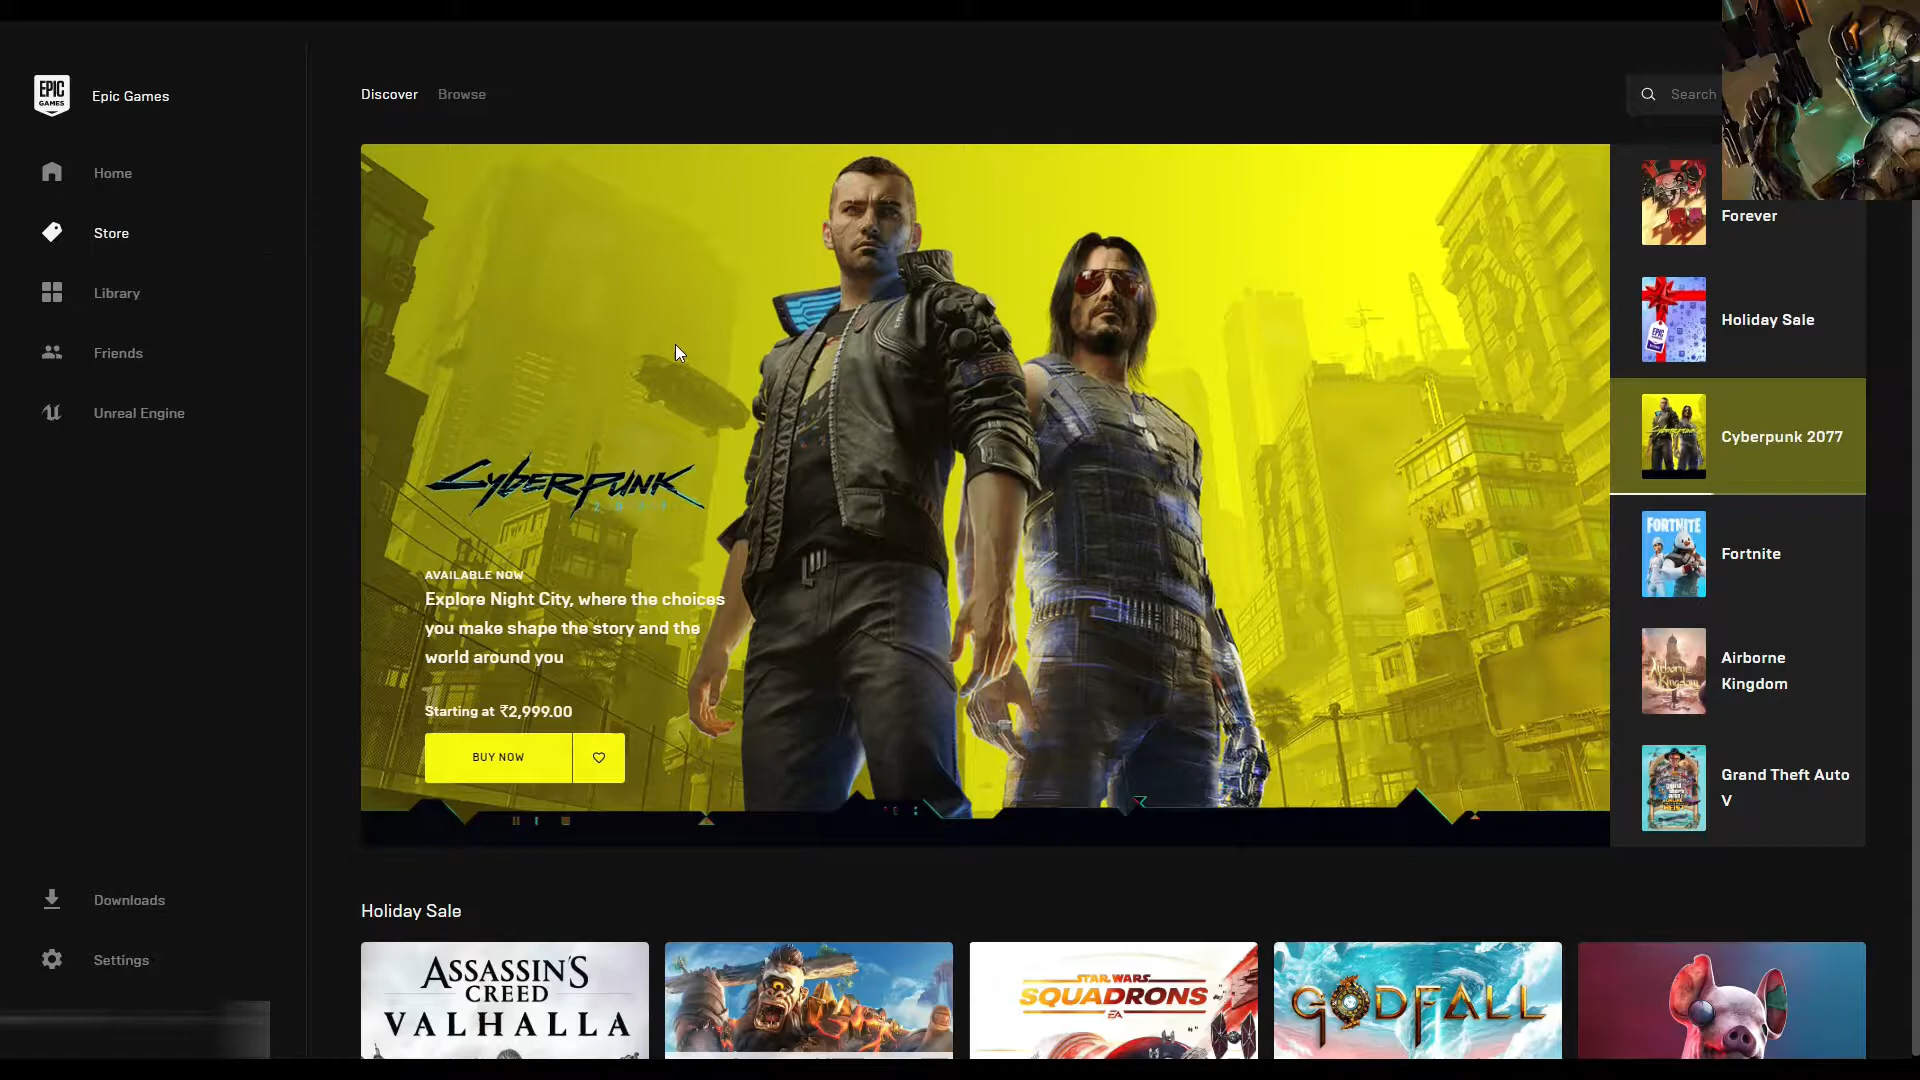 EPIC
GAMES
Epic Games
Home
Store
Library
Friends
Unreal Engine
Downloads
Settings
Discover
Browse
Search
CYBERPUNK
2077
AVAILABLE NOW
Explore Night City, where the choices
you make shape the story and the
world around you
Starting at ₹2,999.00
BUY NOW
Forever
Holiday Sale
Cyberpunk 2077
FORTNITE
Fortnite
Airborne
Kingdom
Airborne
Kingdom
Grand Theft Auto
V
Holiday Sale
ASSASSIN'S
CREED
VALHALLA
STAR WARS
SQUADRONS
EA
GODFALL